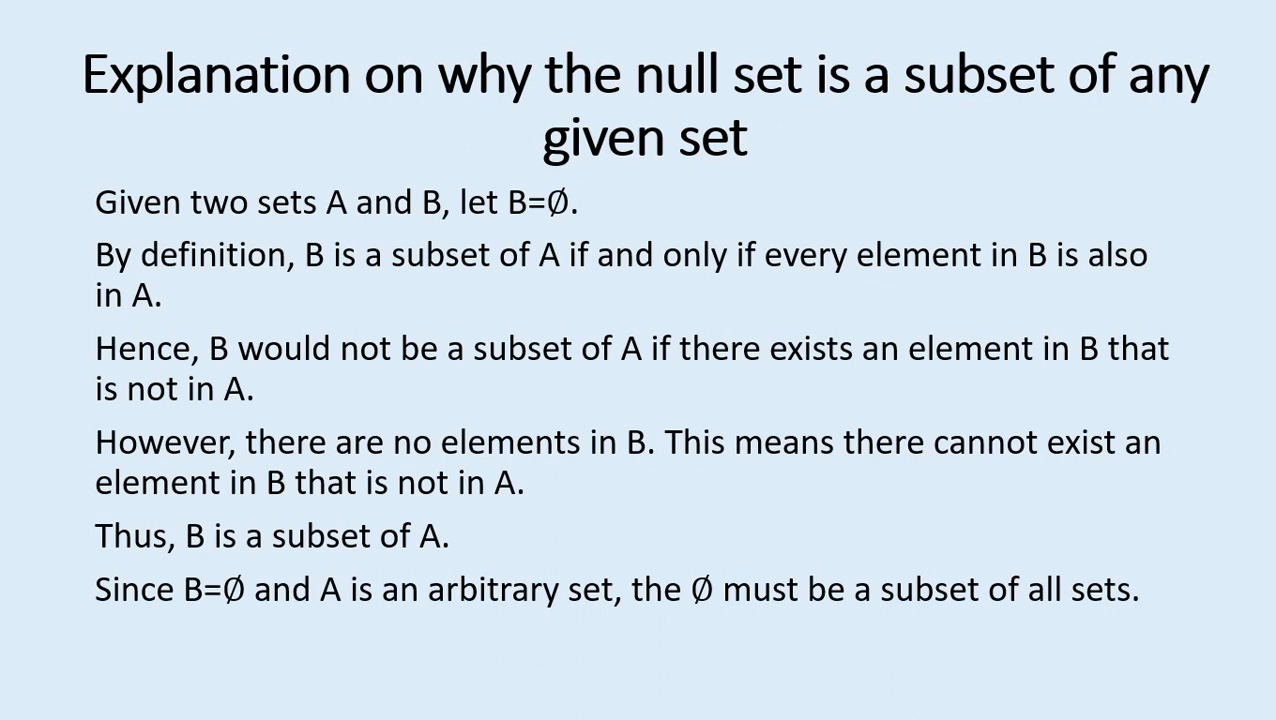 Explanation on why the null set is a subset of any
given set
Given two sets A and B, let B=∅.
By definition, B is a subset of A if and only if every element in B is also
in A.
Hence, B would not be a subset of A if there exists an element in B that
is not in A.
However, there are no elements in B. This means there cannot exist an
element in B that is not in A.
Thus, B is a subset of A.
Since B=∅ and A is an arbitrary set, the ∅ must be a subset of all sets.